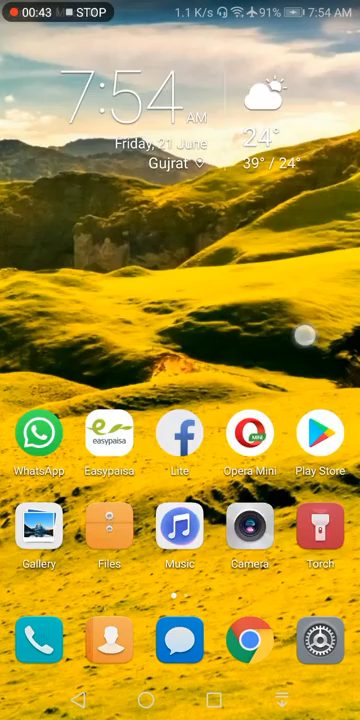 00:43 STOP 1.1 K/s 91% 7:54 AM
7:54 AM
24°
Friday, 21 June
Gujrat 39° / 24°
easypaisa
MINI
WhatsApp Easypaisa Lite Opera Mini Play Store
Gallery Files Music Camera Torch